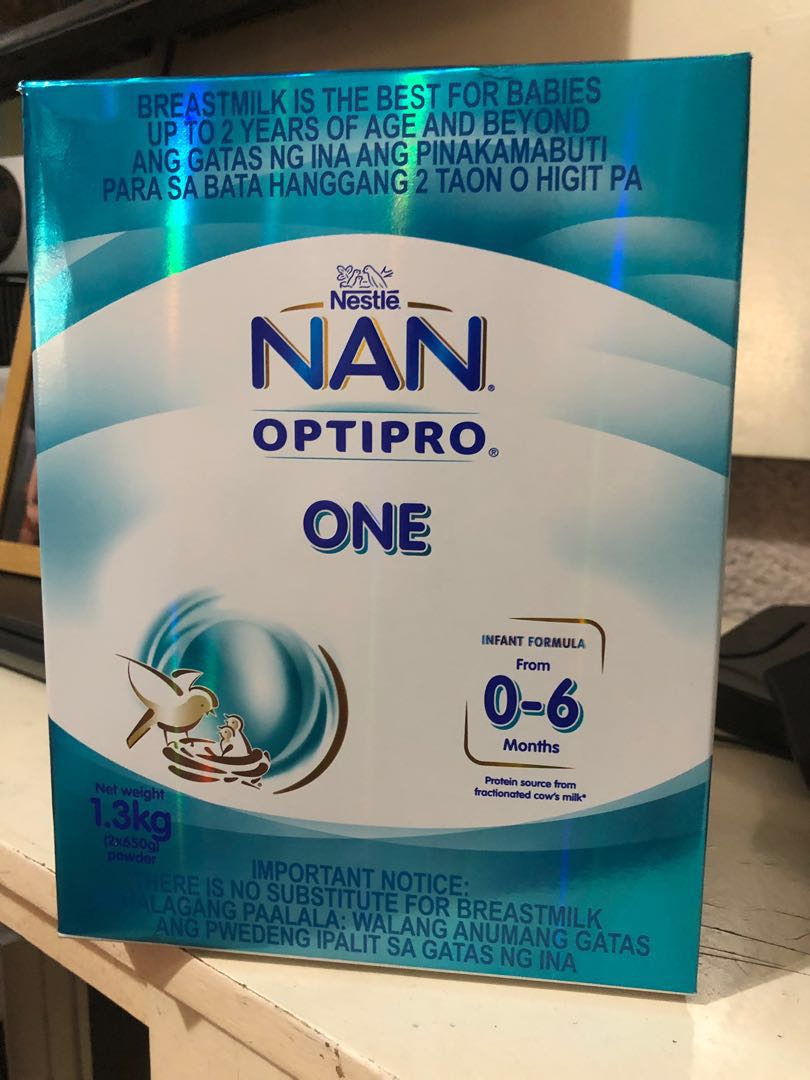 BREASTMILK IS THE BEST FOR BABIES
UP TO 2 YEARS OF AGE AND BEYOND
ANG GATAS NG INA ANG PINAKAMABUTI
PARA SA BATA HANGGANG 2 TAON O HIGIT PA
Nestlé
NAN®
OPTIPRO®
ONE
INFANT FORMULA
From
0-6
Months
Protein source from
fractionated cow's milk*
Net weight
1.3kg
(2x650g)
powder
IMPORTANT NOTICE:
THERE IS NO SUBSTITUTE FOR BREASTMILK
MAHALAGANG PAALALA: WALANG ANUMANG GATAS
ANG PWEDENG IPALIT SA GATAS NG INA